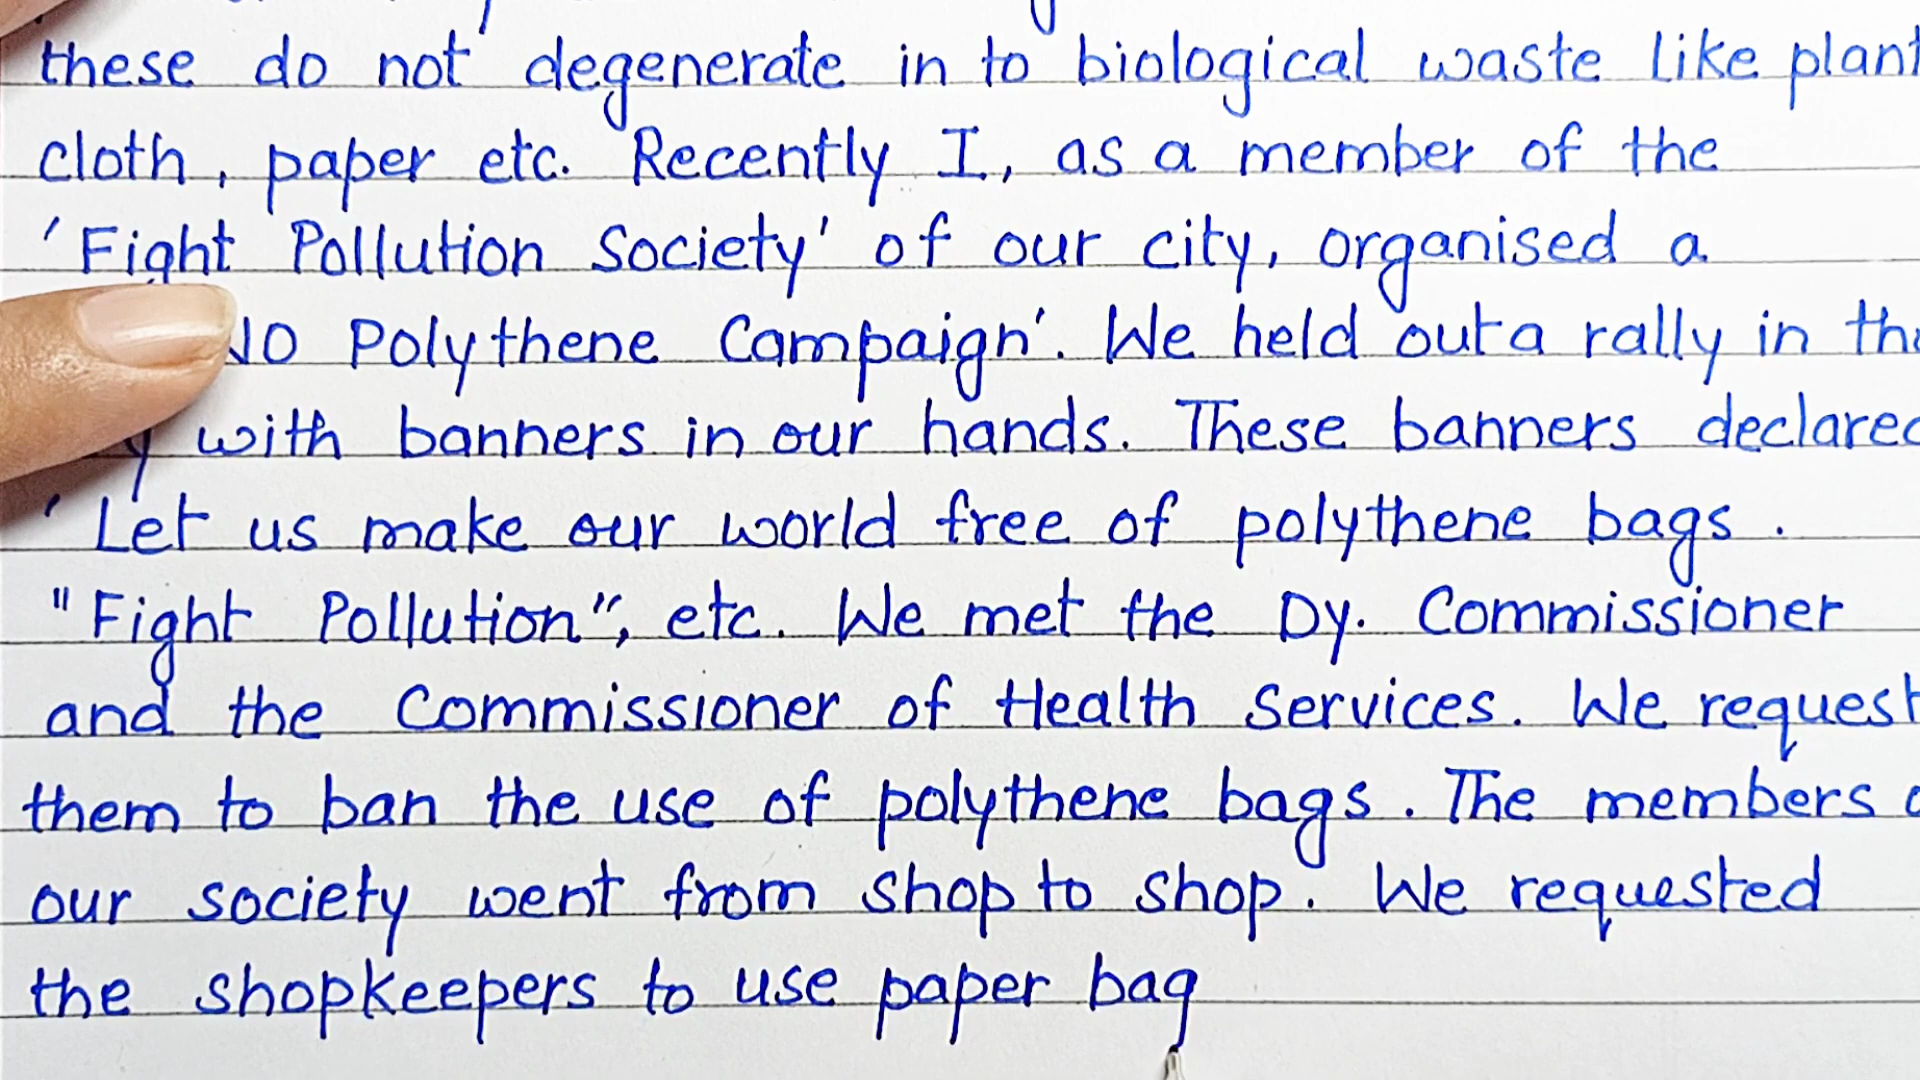 these do not degenerate in to biological waste like plant
cloth, paper etc. Recently I, as a member of the
'Fight Pollution Society' of our city, organised a
No Polythene Campaign'. We held out a rally in the
with banners in our hands. These banners declared
'Let us make our world free of polythene bags.
"Fight Pollution", etc. We met the Dy. Commissioner
and the Commissioner of Health Services. We request
them to ban the use of polythene bags. The members
our society went from shop to shop. We requested
the shopkeepers to use paper bag